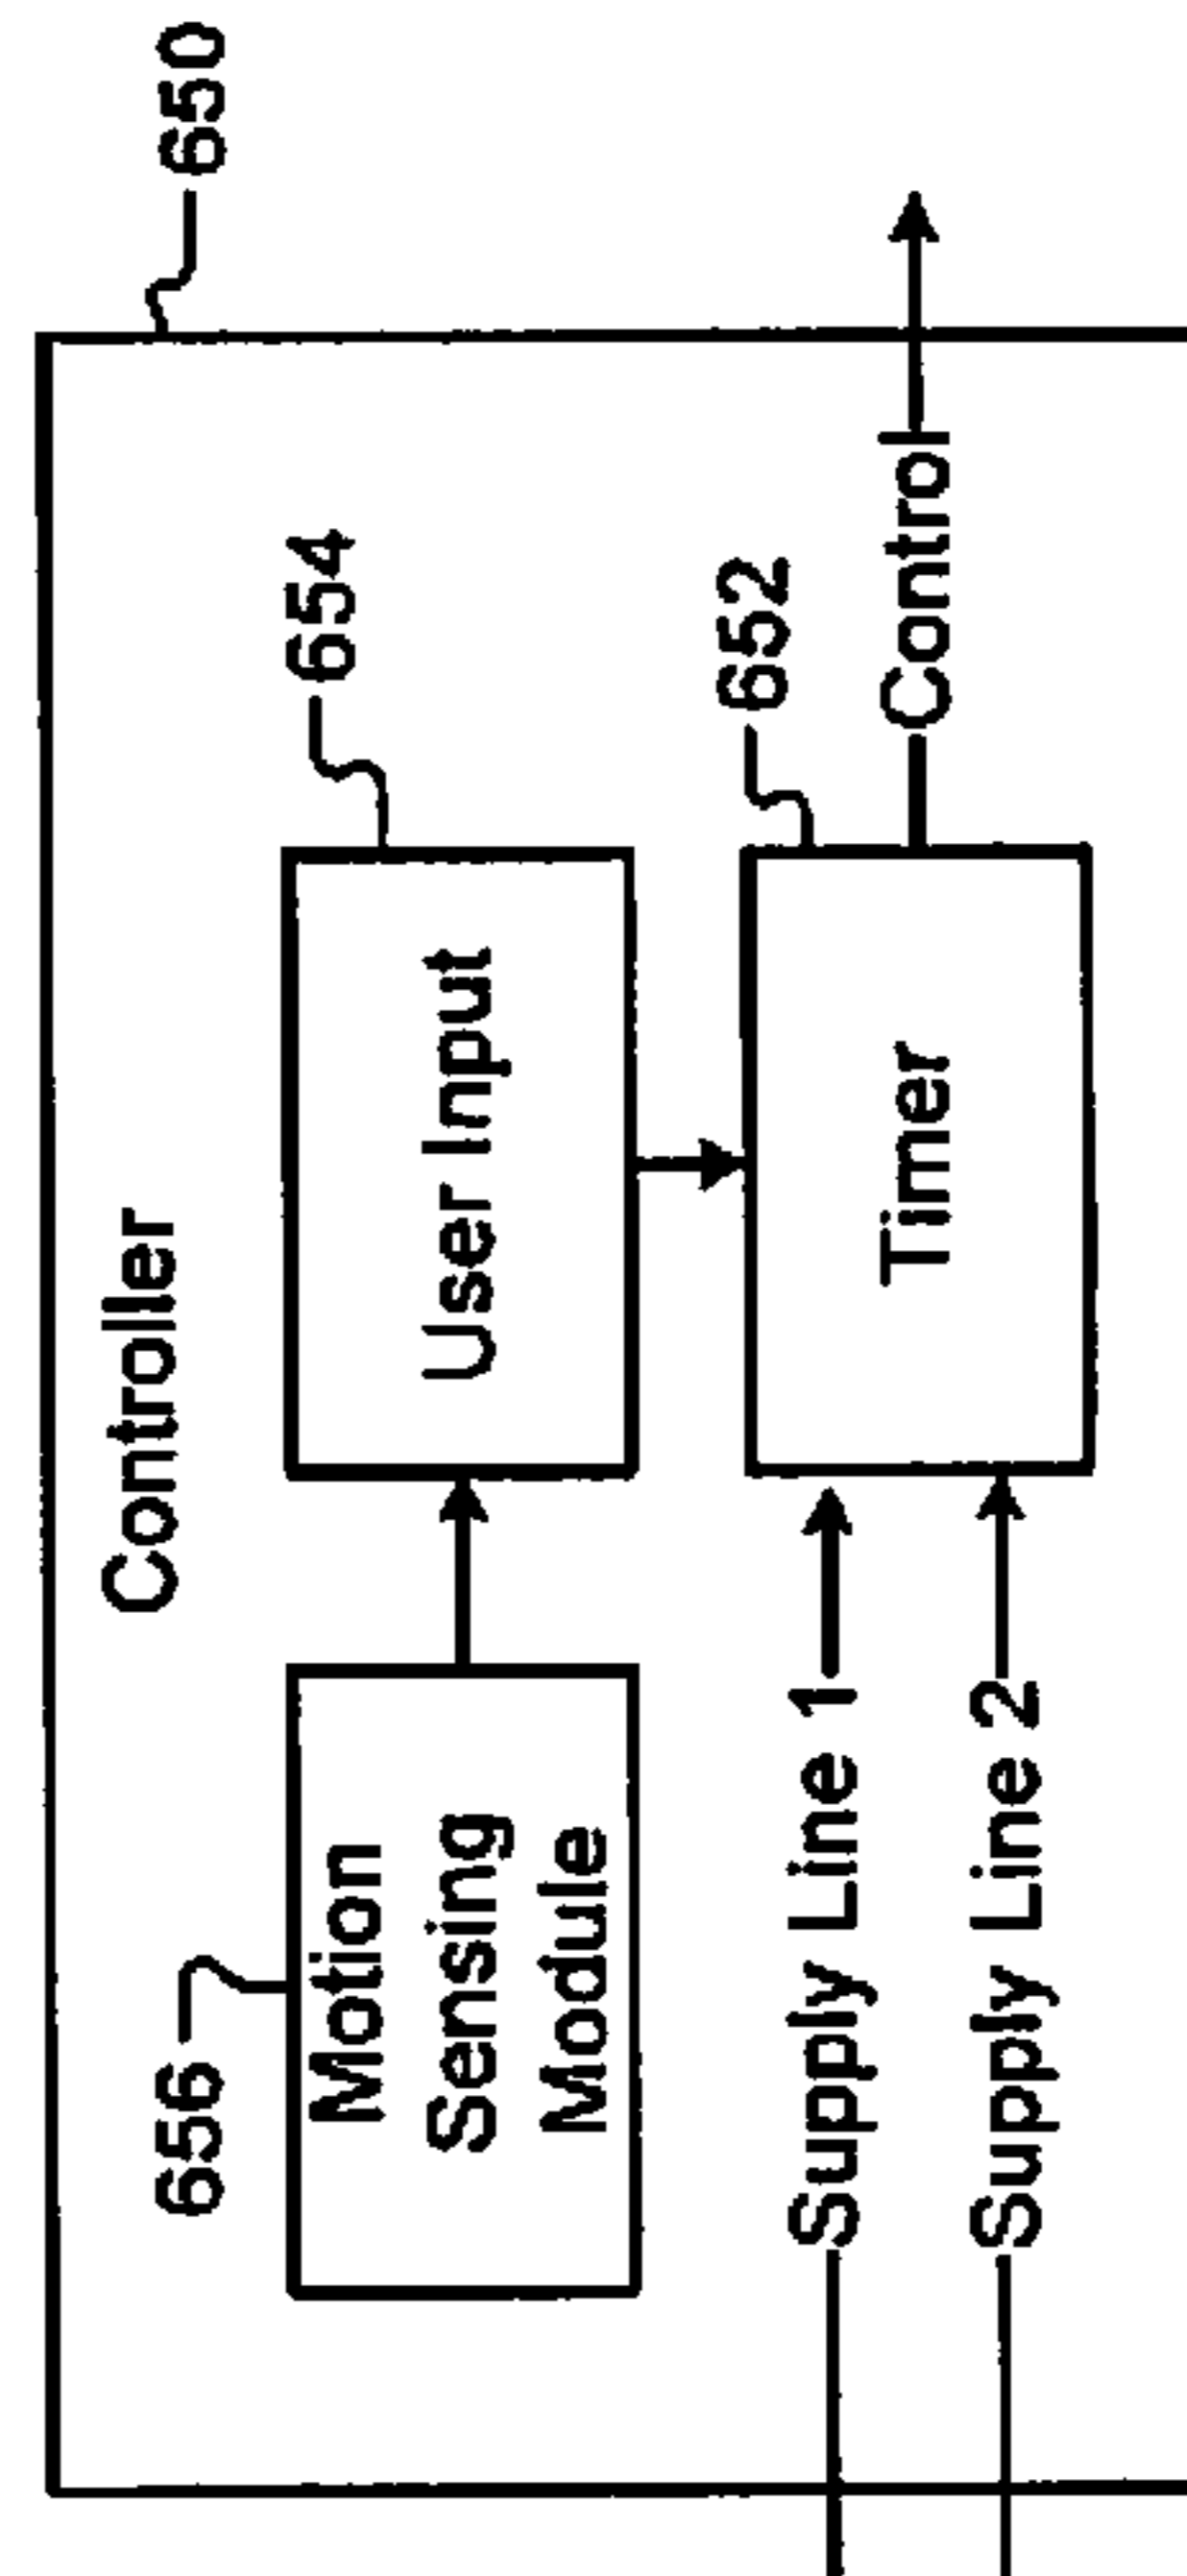 650
Controller
656
Motion
Sensing
Module
654
User Input
652
Timer
Supply Line 1
Supply Line 2
Control